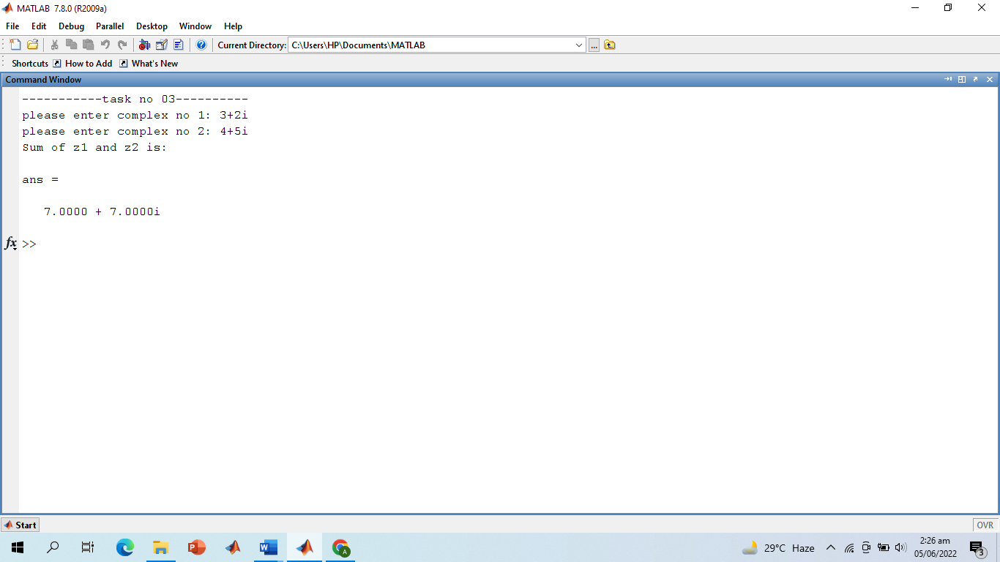 MATLAB 7.8.0 (R2009a)
File Edit Debug Parallel Desktop Window Help
Current Directory: C:\Users\HP\Documents\MATLAB ...
Shortcuts How to Add What's New
Command Window
-----------task no 03----------
please enter complex no 1: 3+2i
please enter complex no 2: 4+5i
Sum of z1 and z2 is:
ans =
7.0000 + 7.0000i
fx >>
Start OVR
29°C Haze 2:26 am
05/06/2022 3